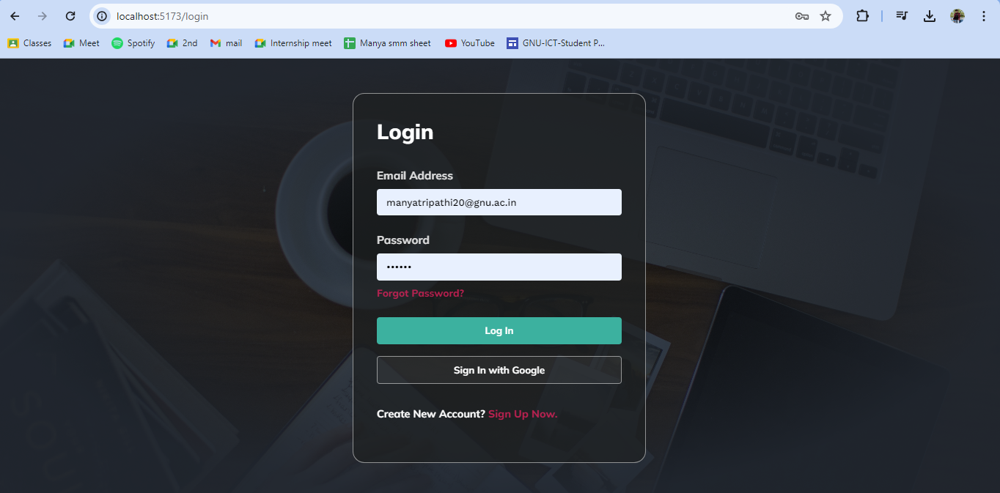 localhost:5173/login
Classes Meet Spotify 2nd mail Internship meet Manya smm sheet YouTube GNU-ICT-Student P...
Login
Email Address
manyatripathi20@gnu.ac.in
Password
••••••
Forgot Password?
Log In
Sign In with Google
Create New Account? Sign Up Now.